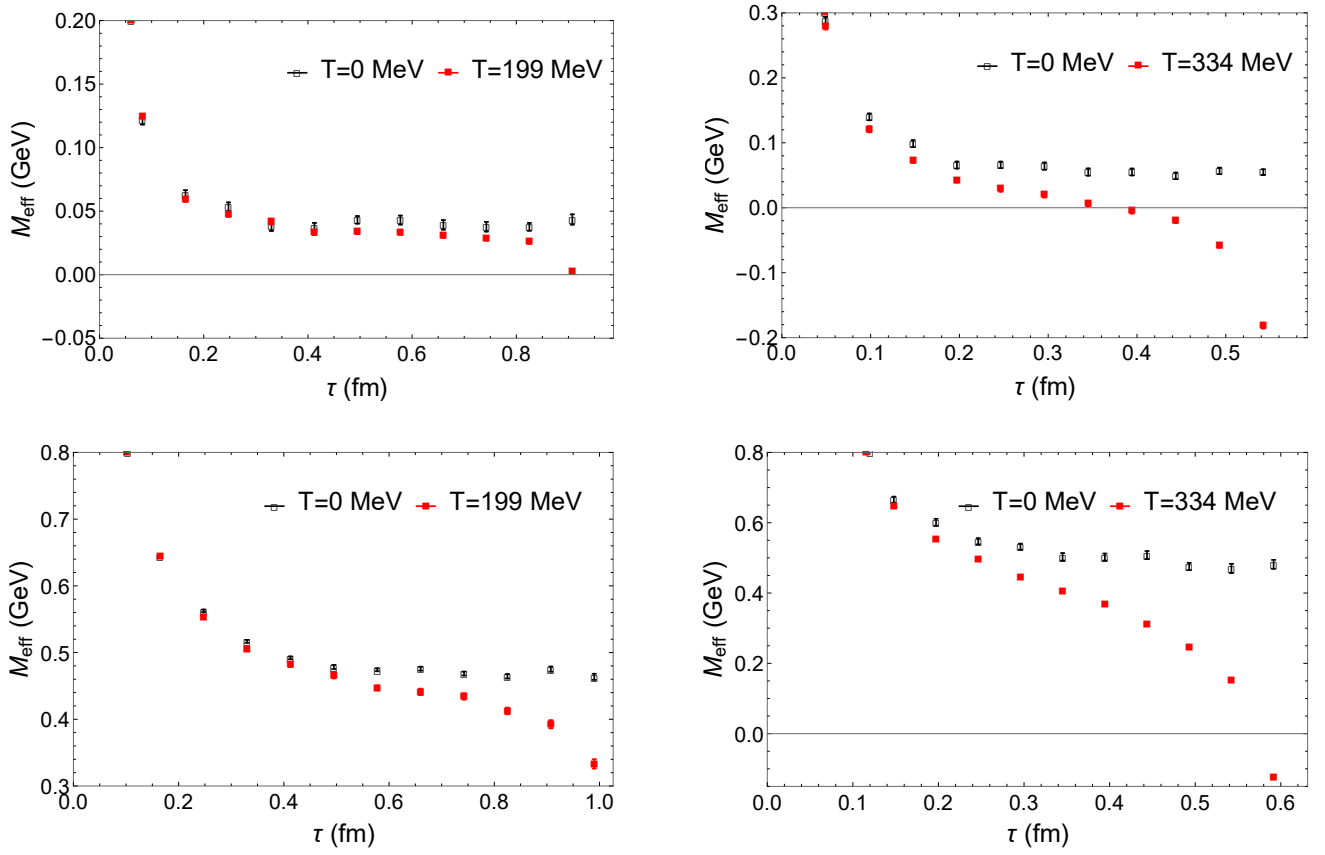 M_eff (GeV)
0.20
0.15
0.10
0.05
0.00
−0.05
T=0 MeV T=199 MeV
0.0 0.2 0.4 0.6 0.8
τ (fm)
M_eff (GeV)
0.3
0.2
0.1
0.0
−0.1
−0.2
T=0 MeV T=334 MeV
0.0 0.1 0.2 0.3 0.4 0.5
τ (fm)
M_eff (GeV)
0.8
0.7
0.6
0.5
0.4
0.3
T=0 MeV T=199 MeV
0.0 0.2 0.4 0.6 0.8 1.0
τ (fm)
M_eff (GeV)
0.8
0.6
0.4
0.2
0.0
T=0 MeV T=334 MeV
0.0 0.1 0.2 0.3 0.4 0.5 0.6
τ (fm)